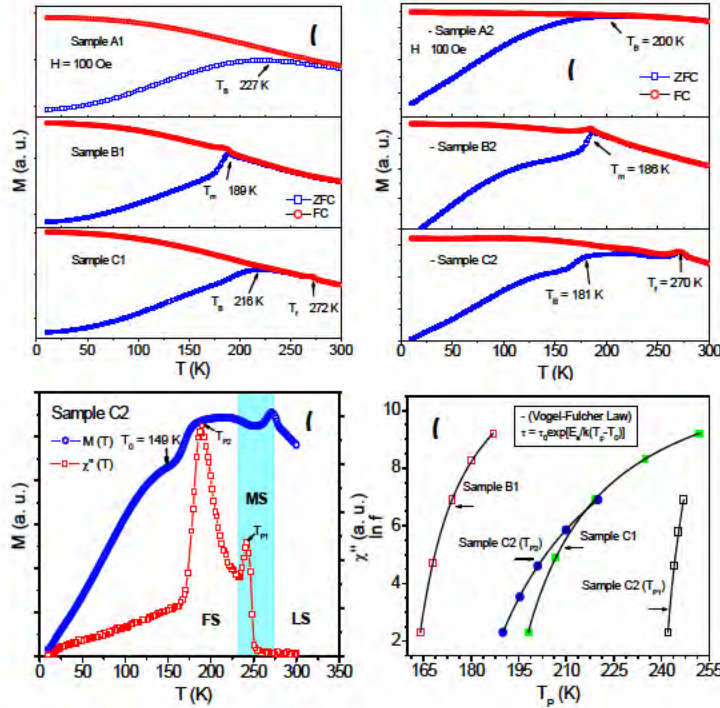 Sample A1
H = 100 Oe
T_B 227 K
Sample B1
T_m 189 K
ZFC
FC
Sample C1
T_B 216 K
T_f 272 K
M (a. u.)
0 50 100 150 200 250 300
T (K)
- Sample A2
H 100 Oe
T_B = 200 K
ZFC
FC
- Sample B2
T_m = 186 K
- Sample C2
T_B = 181 K
T_f = 270 K
M (a. u.)
0 50 100 150 200 250 300
T (K)
Sample C2
M (T)
χ'' (T)
T_0 = 149 K
T_P2
MS
T_P1
FS
LS
M (a. u.)
χ'' (a. u.)
0 50 100 150 200 250 300
T (K)
- (Vogel-Fulcher Law)
τ = τ_0exp[E_a/k(T_P-T_0)]
Sample B1
Sample C2 (T_P2)
Sample C1
Sample C2 (T_P1)
ln f
10
8
6
4
2
165 180 195 210 225 240 255
T_P (K)